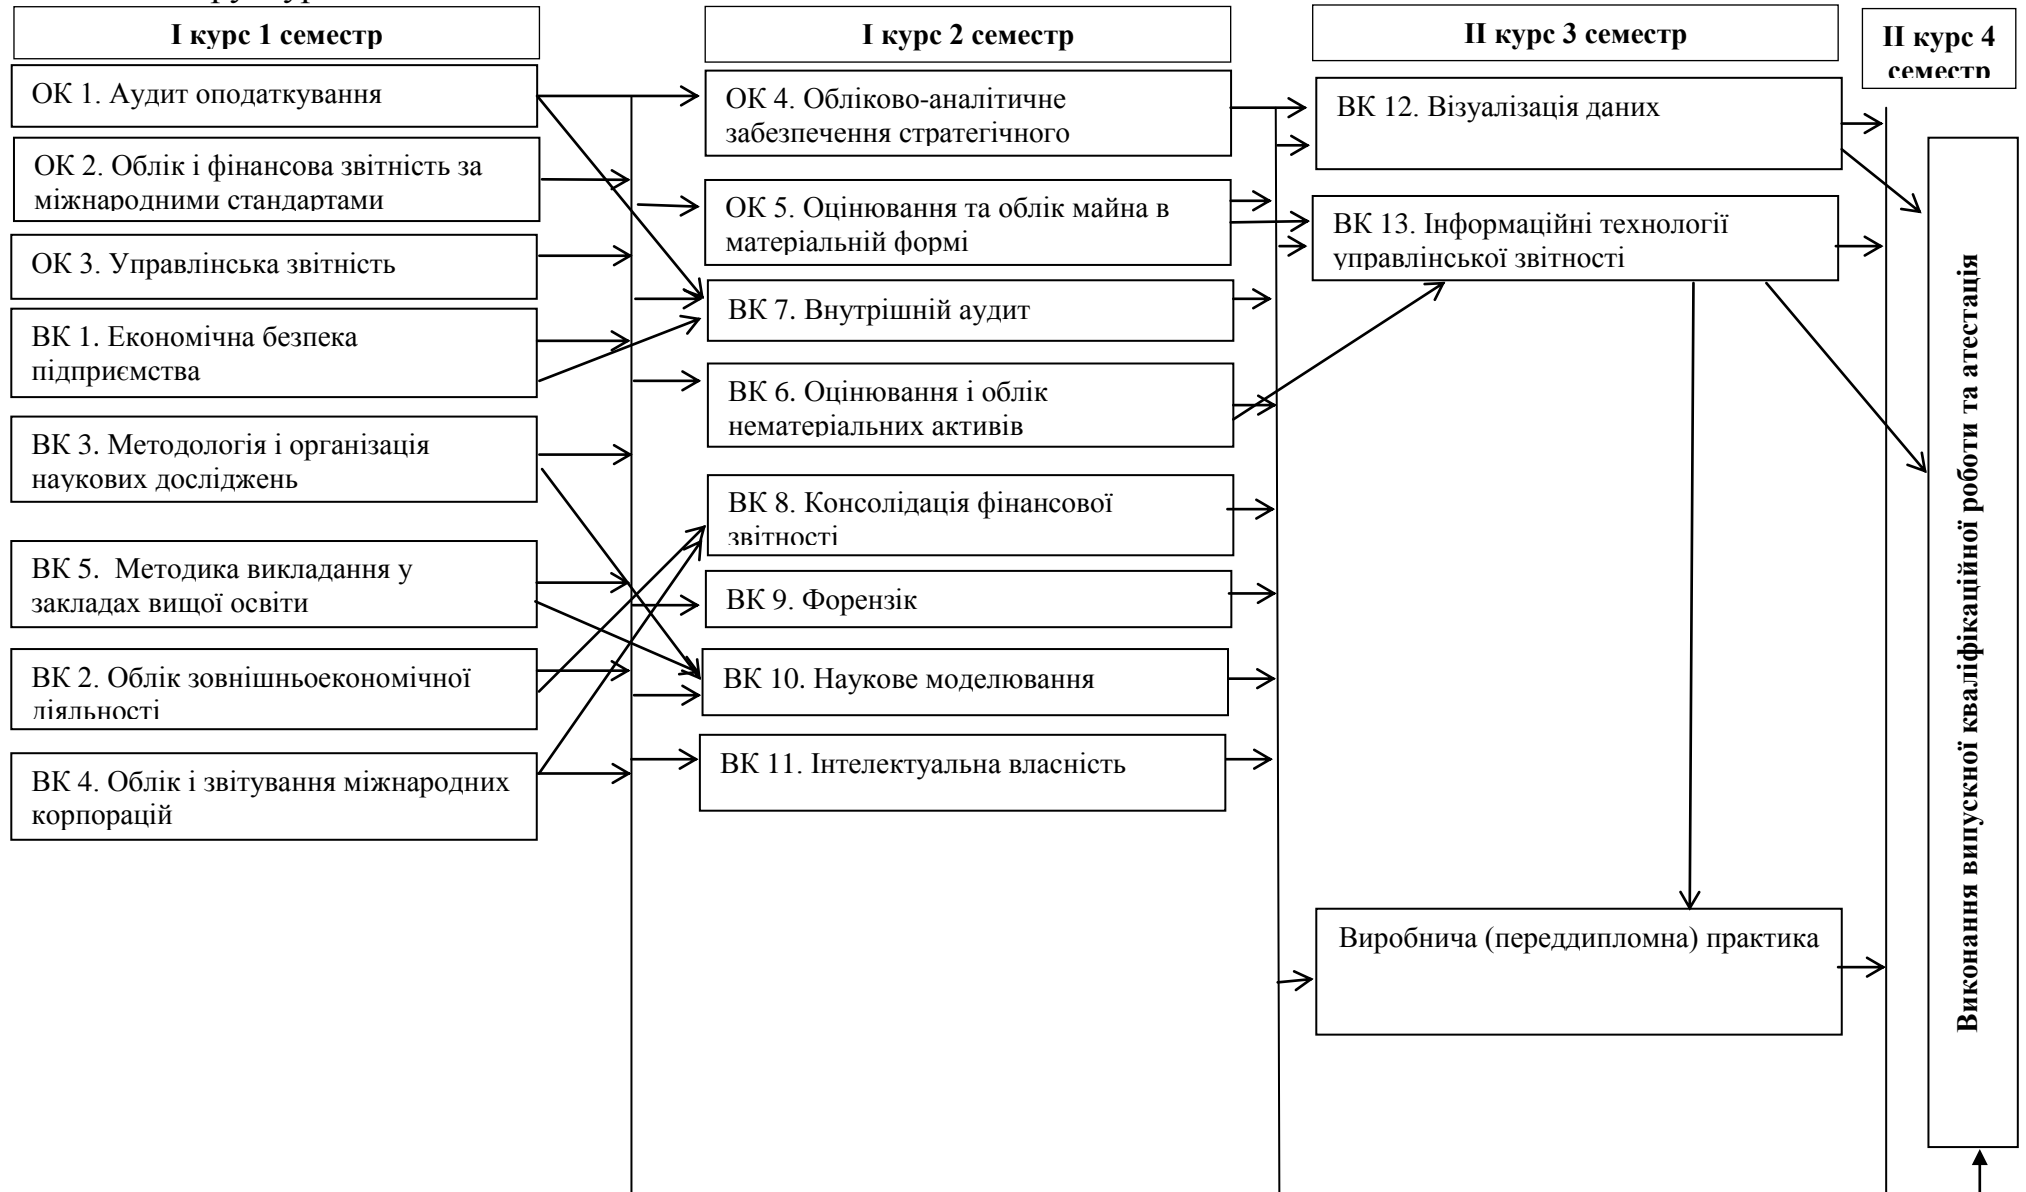 І курс 1 семестр
ОК 1. Аудит оподаткування
ОК 2. Облік і фінансова звітність за
міжнародними стандартами
ОК 3. Управлінська звітність
ВК 1. Економічна безпека
підприємства
ВК 3. Методологія і організація
наукових досліджень
ВК 5. Методика викладання у
закладах вищої освіти
ВК 2. Облік зовнішньоекономічної
діяльності
ВК 4. Облік і звітування міжнародних
корпорацій
І курс 2 семестр
ОК 4. Обліково-аналітичне
забезпечення стратегічного
ОК 5. Оцінювання та облік майна в
матеріальній формі
ВК 7. Внутрішній аудит
ВК 6. Оцінювання і облік
нематеріальних активів
ВК 8. Консолідація фінансової
звітності
ВК 9. Форензік
ВК 10. Наукове моделювання
ВК 11. Інтелектуальна власність
ІІ курс 3 семестр
ВК 12. Візуалізація даних
ВК 13. Інформаційні технології
управлінської звітності
Виробнича (переддипломна) практика
ІІ курс 4
семестр
Виконання випускної кваліфікаційної роботи та атестація